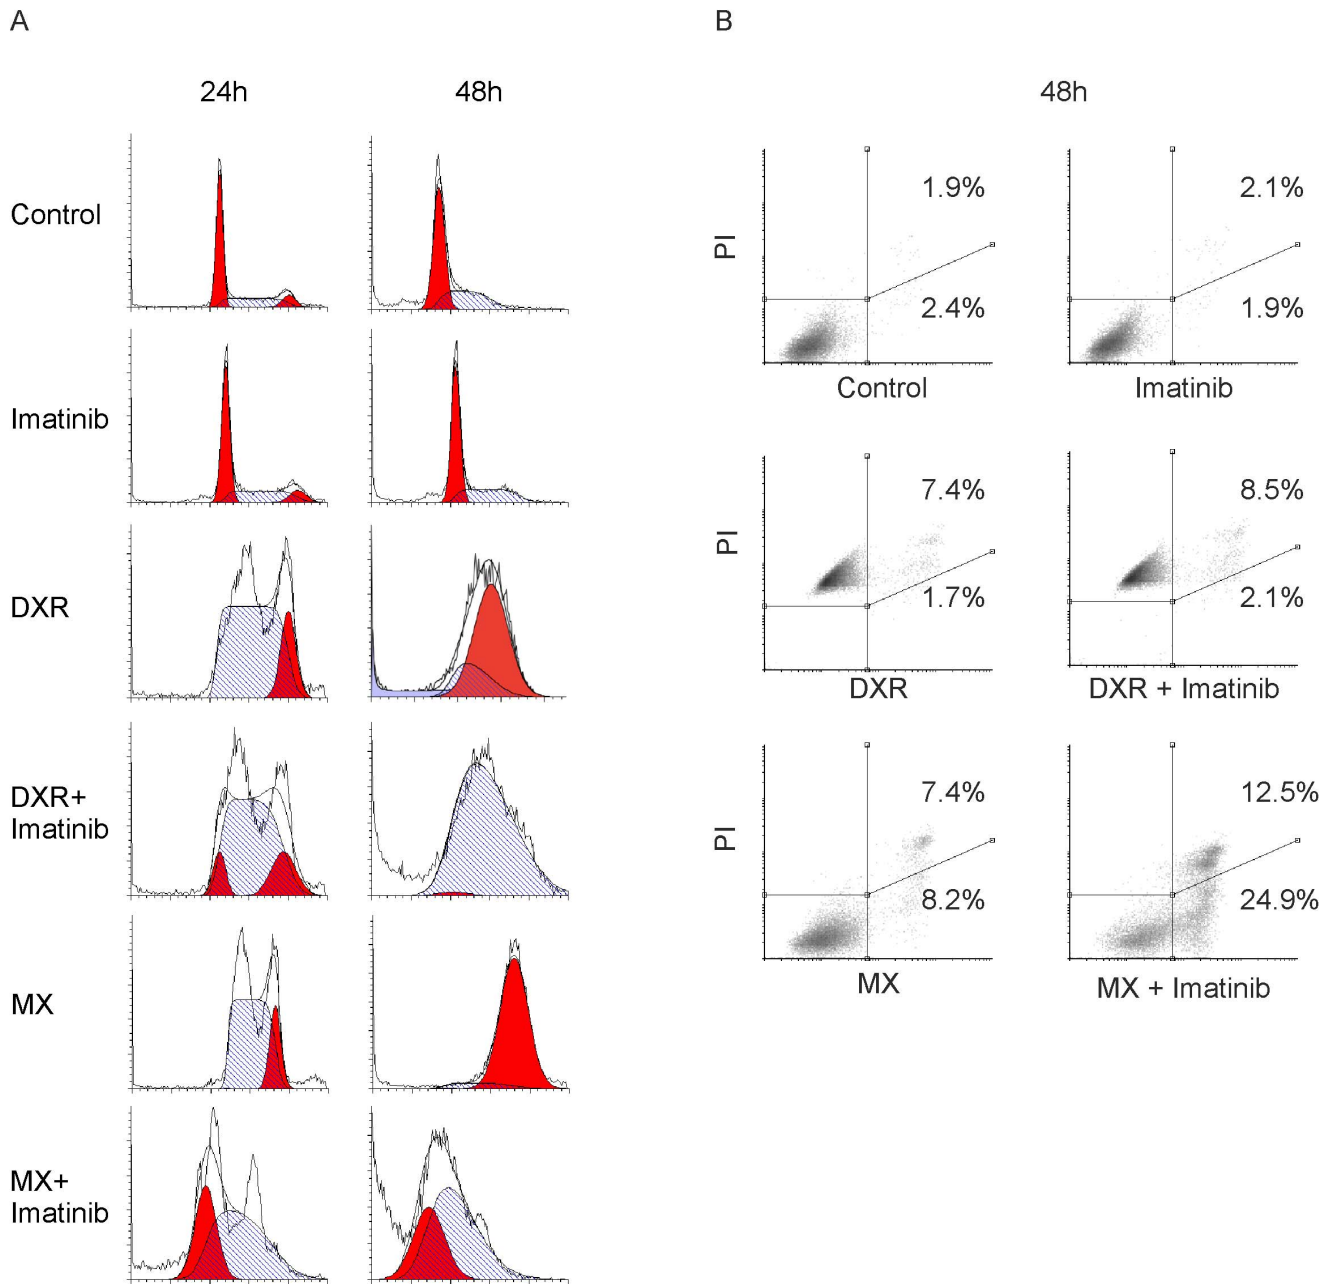 A
B
24h
48h
48h
Control
Imatinib
DXR
DXR+
Imatinib
MX
MX+
Imatinib
PI
1.9%
2.4%
Control
2.1%
1.9%
Imatinib
PI
7.4%
1.7%
DXR
8.5%
2.1%
DXR + Imatinib
PI
7.4%
8.2%
MX
12.5%
24.9%
MX + Imatinib